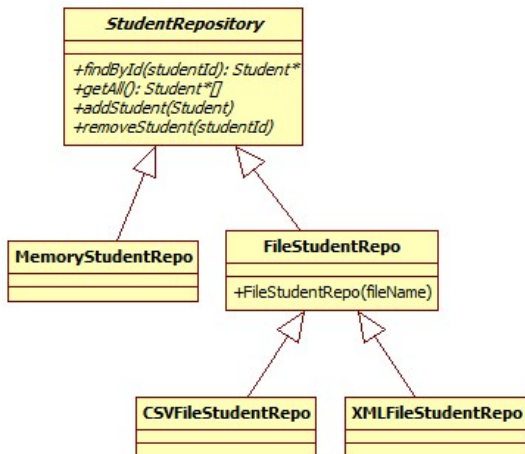 StudentRepository
+findById(studentId): Student*
+getAll(): Student*[]
+addStudent(Student)
+removeStudent(studentId)
MemoryStudentRepo
FileStudentRepo
+FileStudentRepo(fileName)
CSVFileStudentRepo
XMLFileStudentRepo